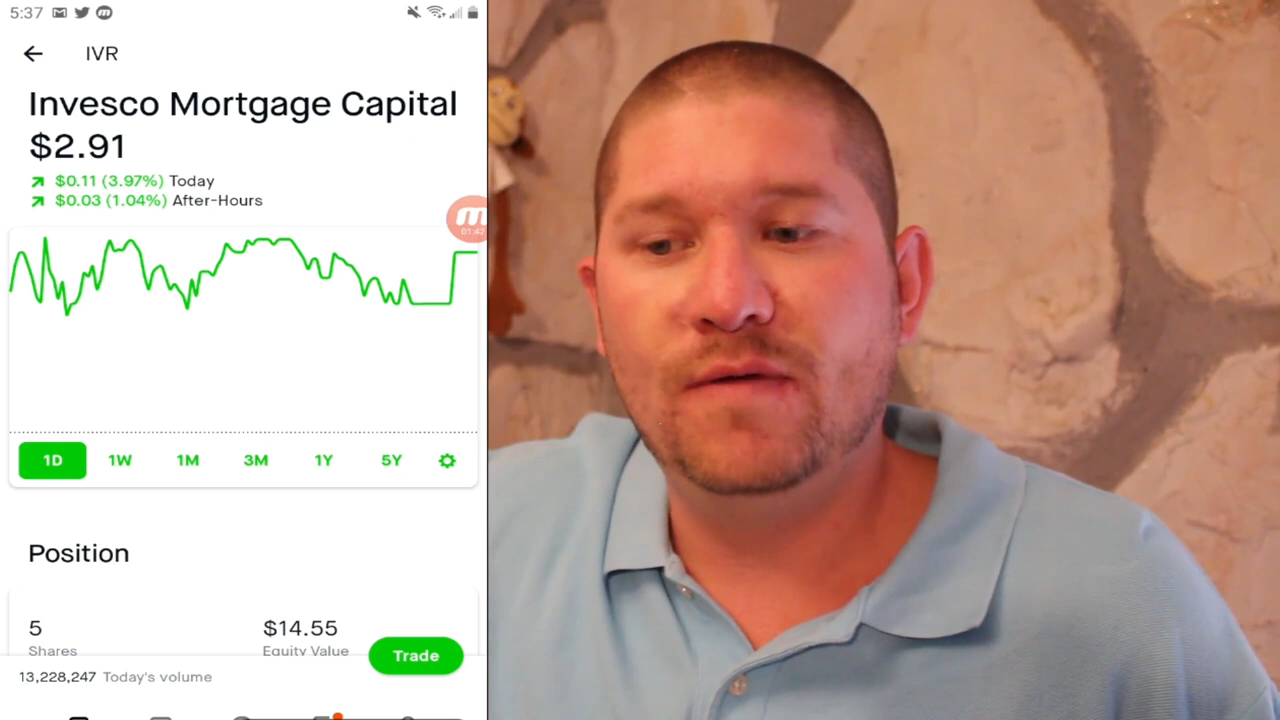 5:37
IVR
Invesco Mortgage Capital
$2.91
$0.11 (3.97%) Today
$0.03 (1.04%) After-Hours
01:42
1D 1W 1M 3M 1Y 5Y
Position
5 $14.55
Shares Equity Value
Trade
13,228,247 Today's volume